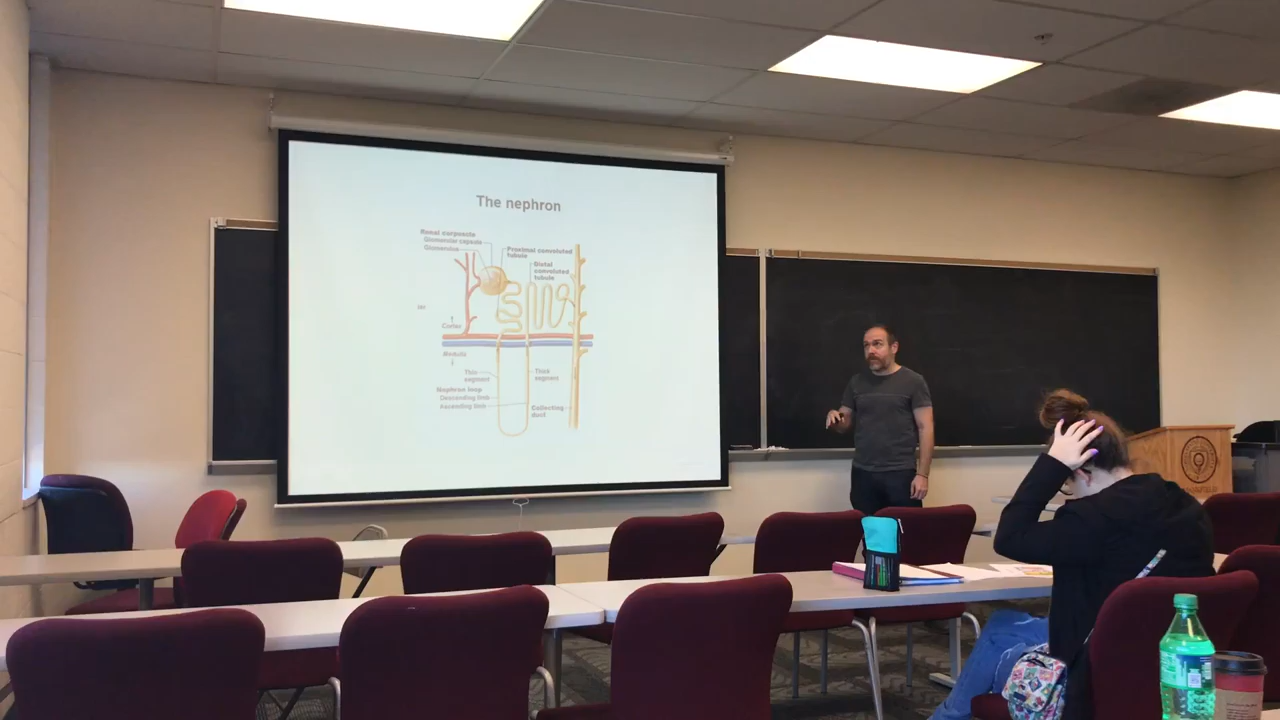 The nephron
Renal corpuscle
Glomerular capsule
Glomerulus
Proximal convoluted
tubule
Distal
convoluted
tubule
Cortex
Medulla
Thin
segment
Thick
segment
Nephron loop
Descending limb
Ascending limb
Collecting
duct